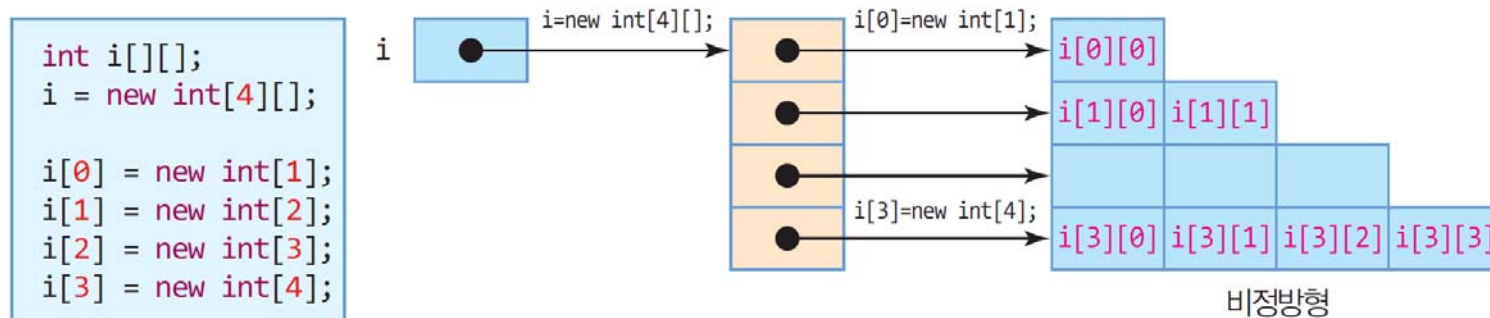 int i[][];
i = new int[4][];
i[0] = new int[1];
i[1] = new int[2];
i[2] = new int[3];
i[3] = new int[4];
i
i=new int[4][];
i[0]=new int[1];
i[3]=new int[4];
i[0][0]
i[1][0] i[1][1]
i[3][0] i[3][1] i[3][2] i[3][3]
비정방형